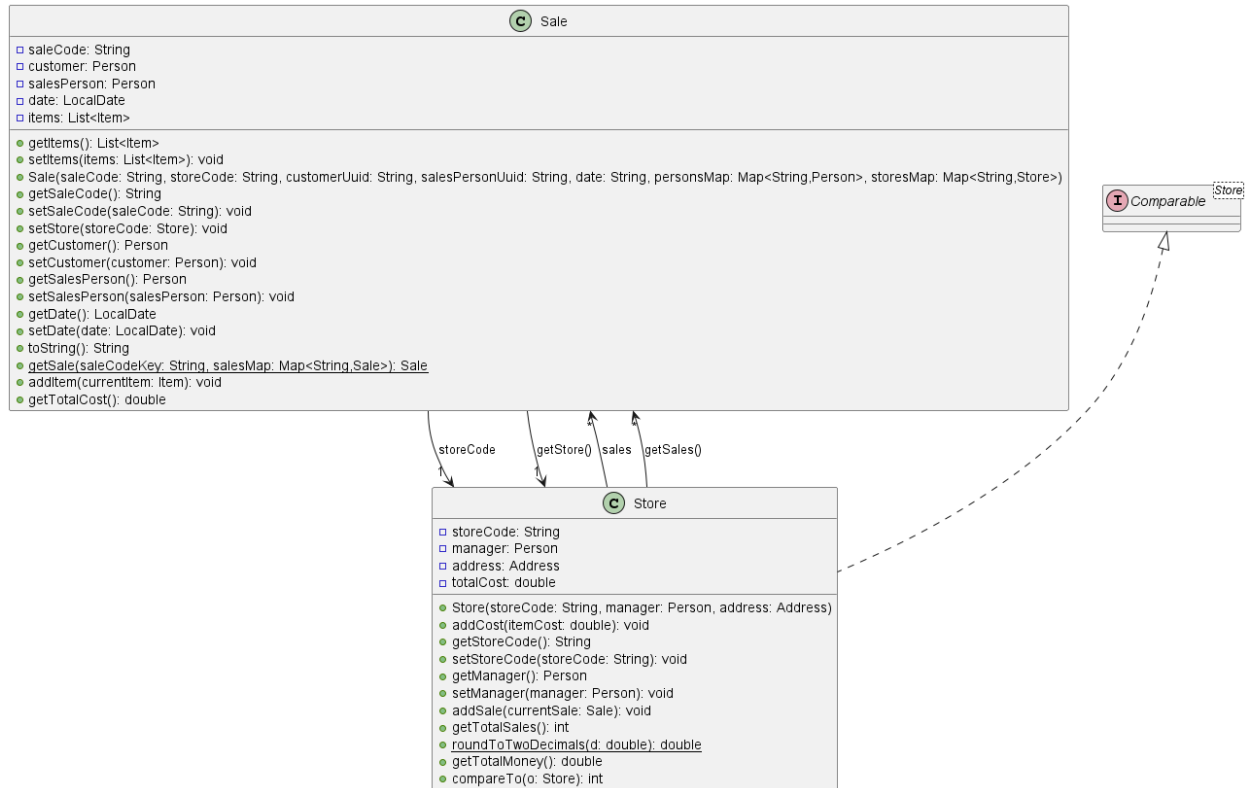 C Sale
saleCode: String
customer: Person
salesPerson: Person
date: LocalDate
items: List<Item>
getItems(): List<Item>
setItems(items: List<Item>): void
Sale(saleCode: String, storeCode: String, customerUuid: String, salesPersonUuid: String, date: String, personsMap: Map<String,Person>, storesMap: Map<String,Store>)
getSaleCode(): String
setSaleCode(saleCode: String): void
setStore(storeCode: Store): void
getCustomer(): Person
setCustomer(customer: Person): void
getSalesPerson(): Person
setSalesPerson(salesPerson: Person): void
getDate(): LocalDate
setDate(date: LocalDate): void
toString(): String
getSale(saleCodeKey: String, salesMap: Map<String,Sale>): Sale
addItem(currentItem: Item): void
getTotalCost(): double
Store
I Comparable
storeCode
getStore()
sales
getSales()
1
1
*
*
C Store
storeCode: String
manager: Person
address: Address
totalCost: double
Store(storeCode: String, manager: Person, address: Address)
addCost(itemCost: double): void
getStoreCode(): String
setStoreCode(storeCode: String): void
getManager(): Person
setManager(manager: Person): void
addSale(currentSale: Sale): void
getTotalSales(): int
roundToTwoDecimals(d: double): double
getTotalMoney(): double
compareTo(o: Store): int